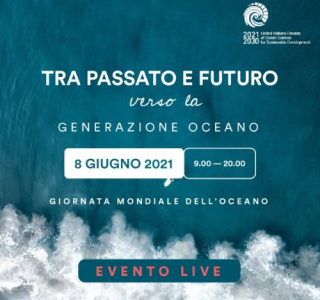 2021
2030
United Nations Decade
of Ocean Science
for Sustainable Development
TRA PASSATO E FUTURO
verso la
GENERAZIONE OCEANO
8 GIUGNO 2021
9.00 — 20.00
GIORNATA MONDIALE DELL'OCEANO
EVENTO LIVE